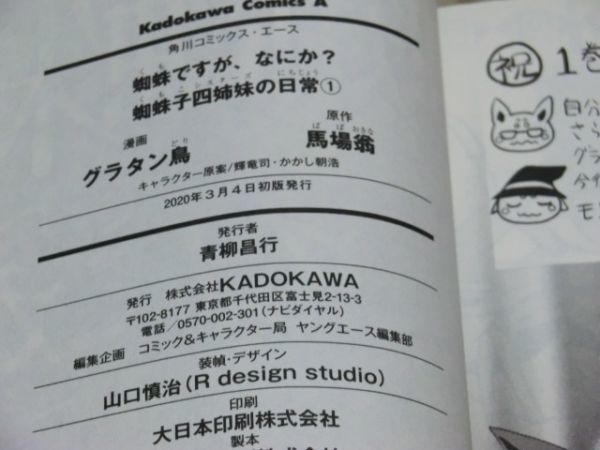 Kadokawa Comics A
角川コミックス・エース
蜘蛛ですが、なにか?
蜘蛛子四姉妹の日常①
漫画
グラタン鳥
原作
馬場翁
キャラクター原案/輝竜司・かかし朝浩
2020年3月4日初版発行
発行者
青柳昌行
発行 株式会社KADOKAWA
〒102-8177 東京都千代田区富士見2-13-3
電話/0570-002-301(ナビダイヤル)
編集企画 コミック&キャラクター局 ヤングエース編集部
装幀・デザイン
山口慎治(R design studio)
印刷
大日本印刷株式会社
製本
祝 1巻
自分
さら
グラ
今作
モン